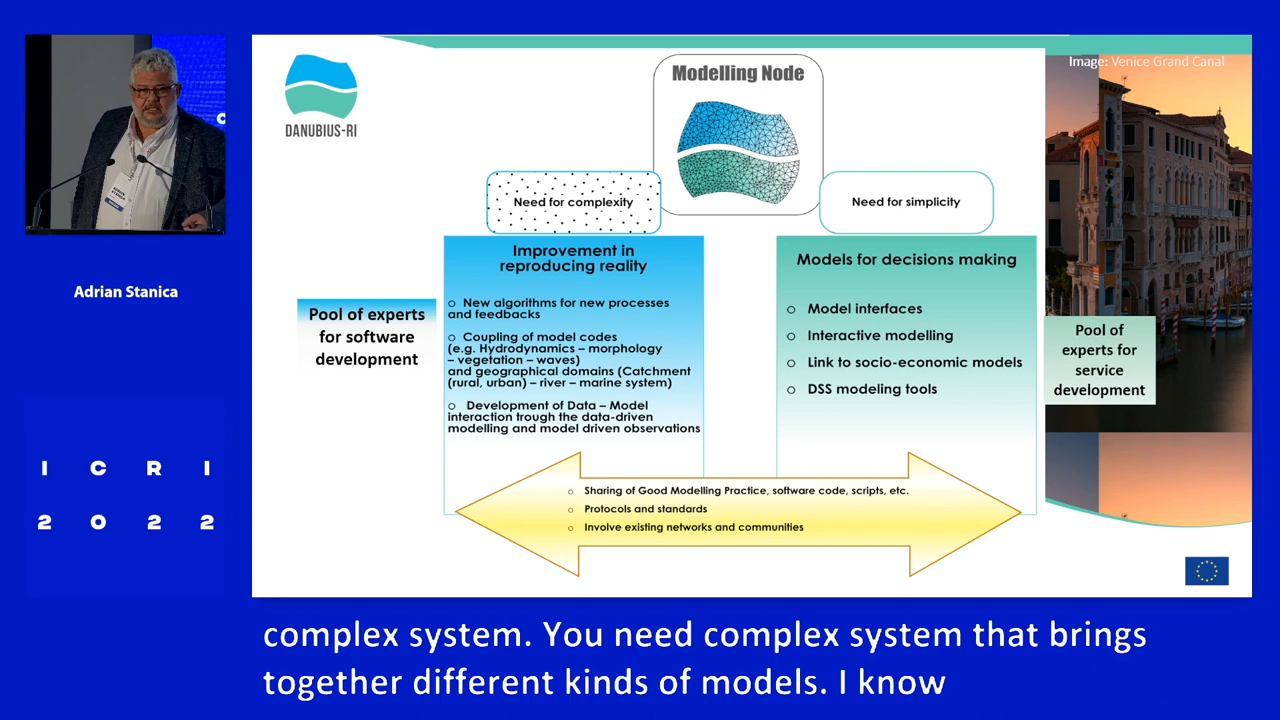 Adrian Stanica
I C R I
2 0 2 2
DANUBIUS-RI
Modelling Node
Image: Venice Grand Canal
Need for complexity
Need for simplicity
Improvement in
reproducing reality
o New algorithms for new processes
and feedbacks
o Coupling of model codes
(e.g. Hydrodynamics – morphology
– vegetation – waves)
and geographical domains (Catchment
(rural, urban) – river – marine system)
o Development of Data – Model
interaction trough the data-driven
modelling and model driven observations
Models for decisions making
o Model interfaces
o Interactive modelling
o Link to socio-economic models
o DSS modeling tools
Pool of experts
for software
development
Pool of
experts for
service
development
o Sharing of Good Modelling Practice, software code, scripts, etc.
o Protocols and standards
o Involve existing networks and communities
complex system. You need complex system that brings
together different kinds of models. I know